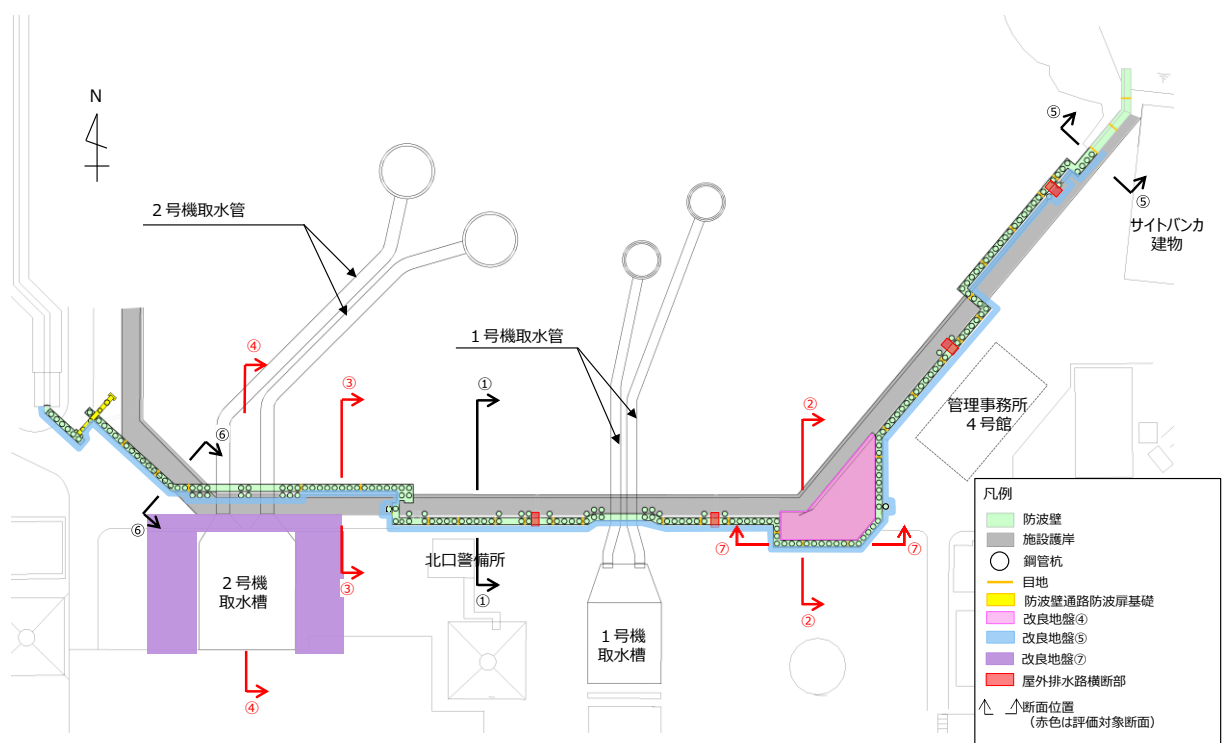 N
⑤
⑤
サイトバンカ
建物
2号機取水管
1号機取水管
④
③
①
②
⑥
⑥
管理事務所
4号館
⑦
⑦
北口警備所
2号機
取水槽
③
①
②
1号機
取水槽
④
凡例
防波壁
施設護岸
鋼管杭
目地
防波壁通路防波扉基礎
改良地盤④
改良地盤⑤
改良地盤⑦
屋外排水路横断部
断面位置
(赤色は評価対象断面)